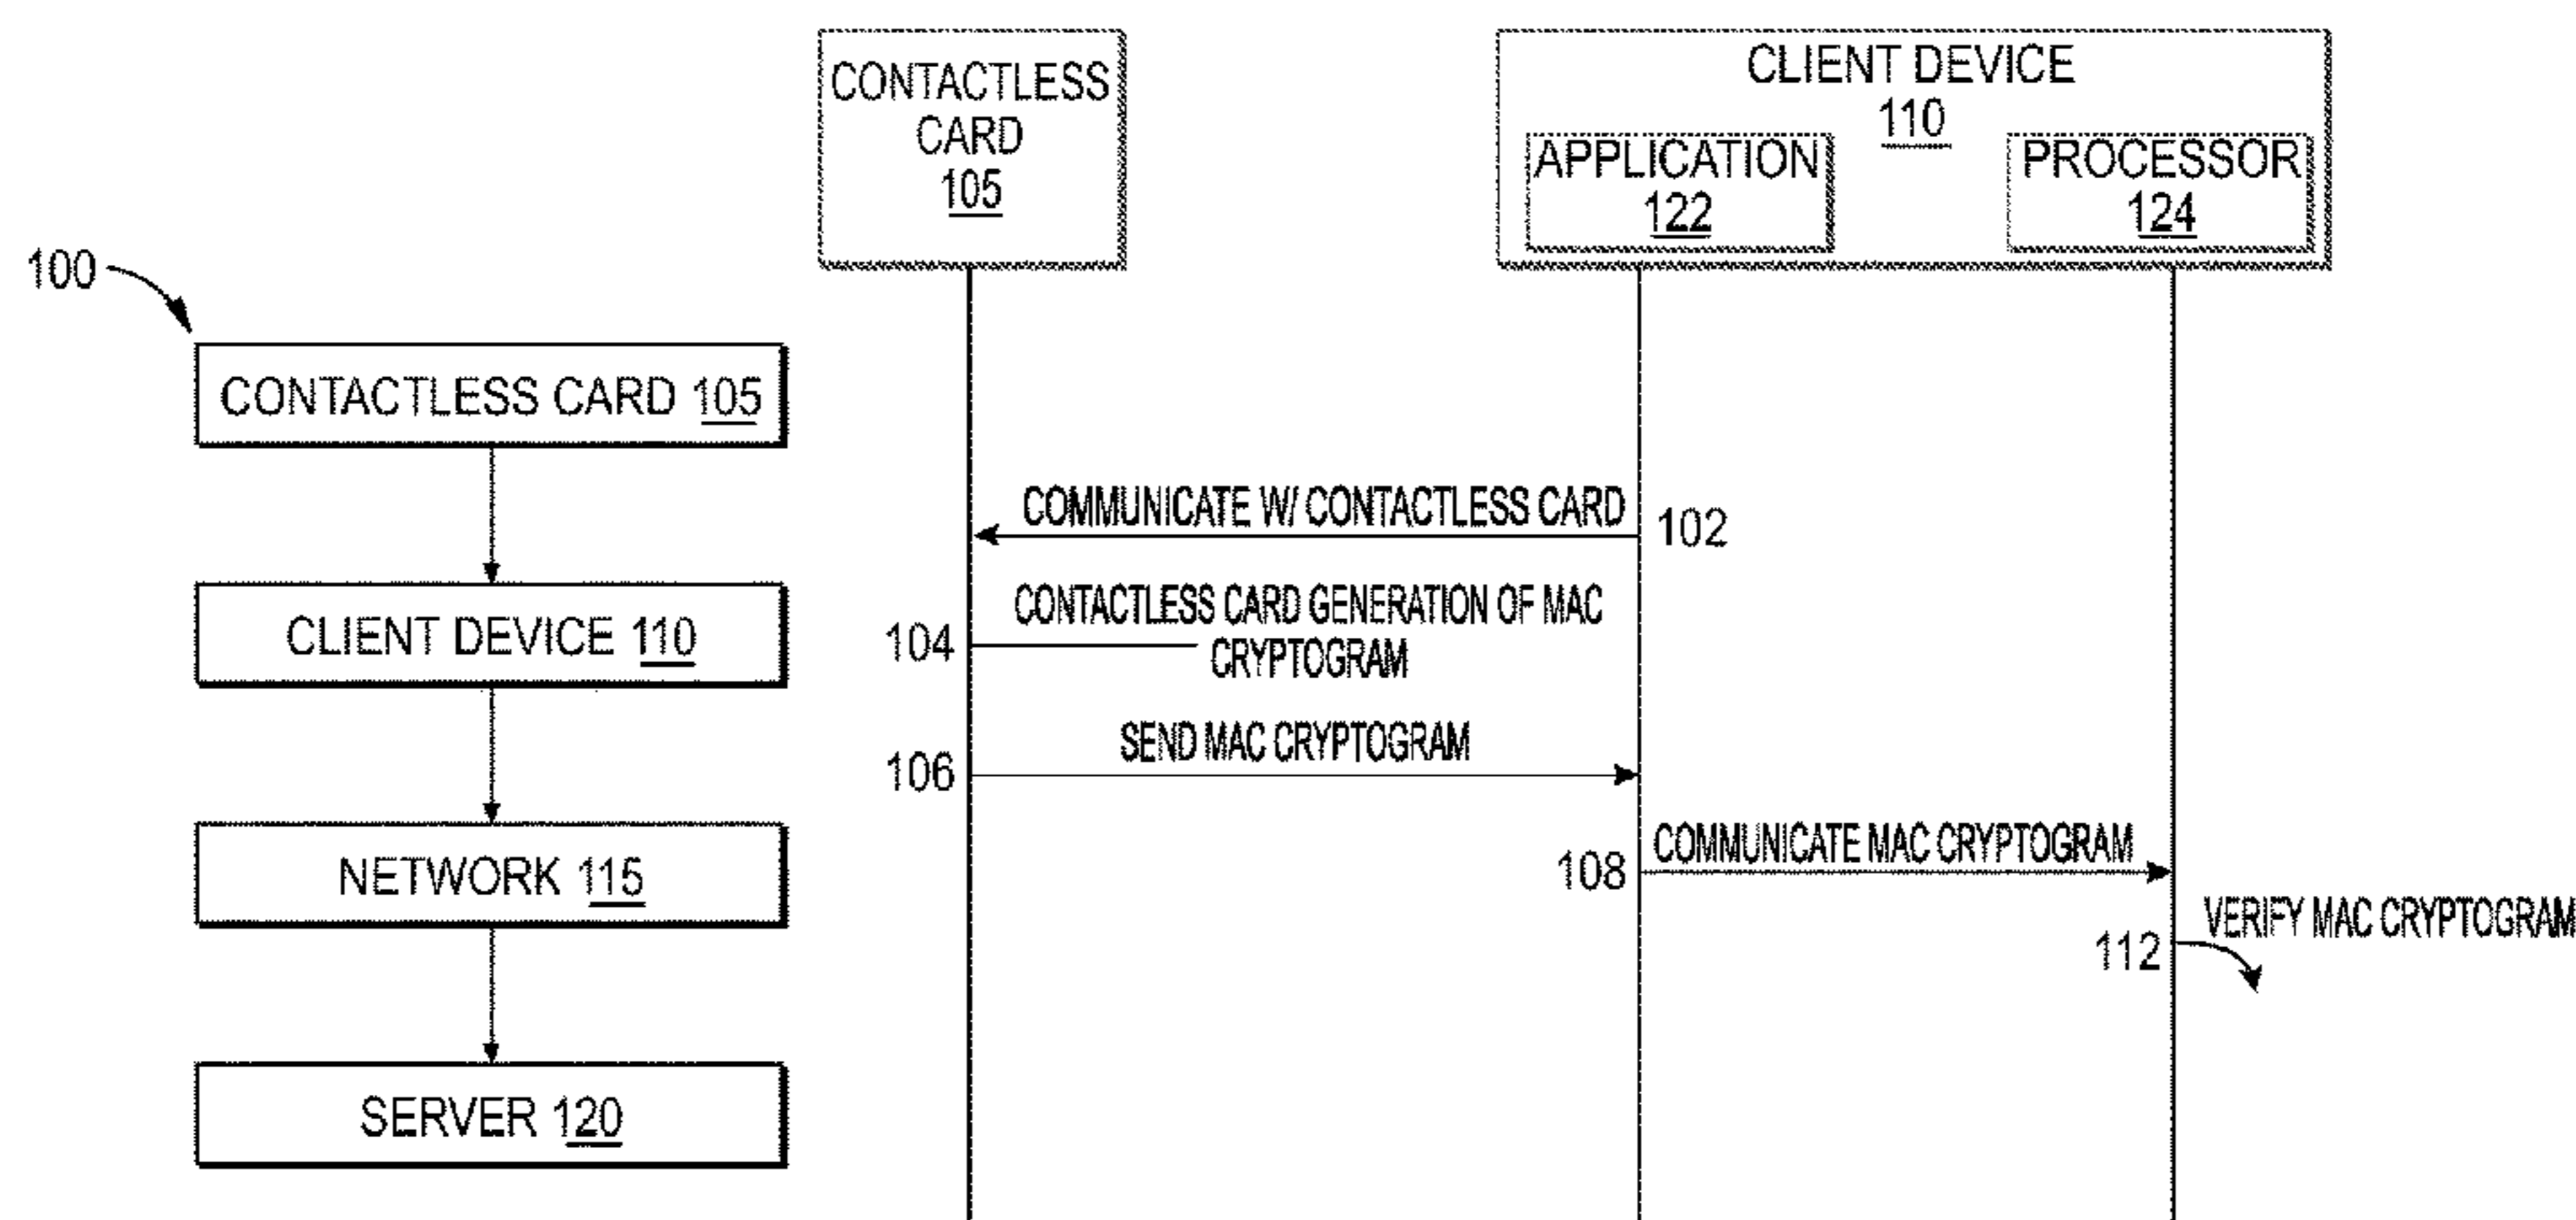 100
CONTACTLESS CARD 105
CLIENT DEVICE 110
NETWORK 115
SERVER 120
CONTACTLESS
CARD
105
CLIENT DEVICE
110
APPLICATION
122
PROCESSOR
124
COMMUNICATE W/ CONTACTLESS CARD
102
CONTACTLESS CARD GENERATION OF MAC
104
CRYPTOGRAM
SEND MAC CRYPTOGRAM
106
COMMUNICATE MAC CRYPTOGRAM
108
VERIFY MAC CRYPTOGRAM
112